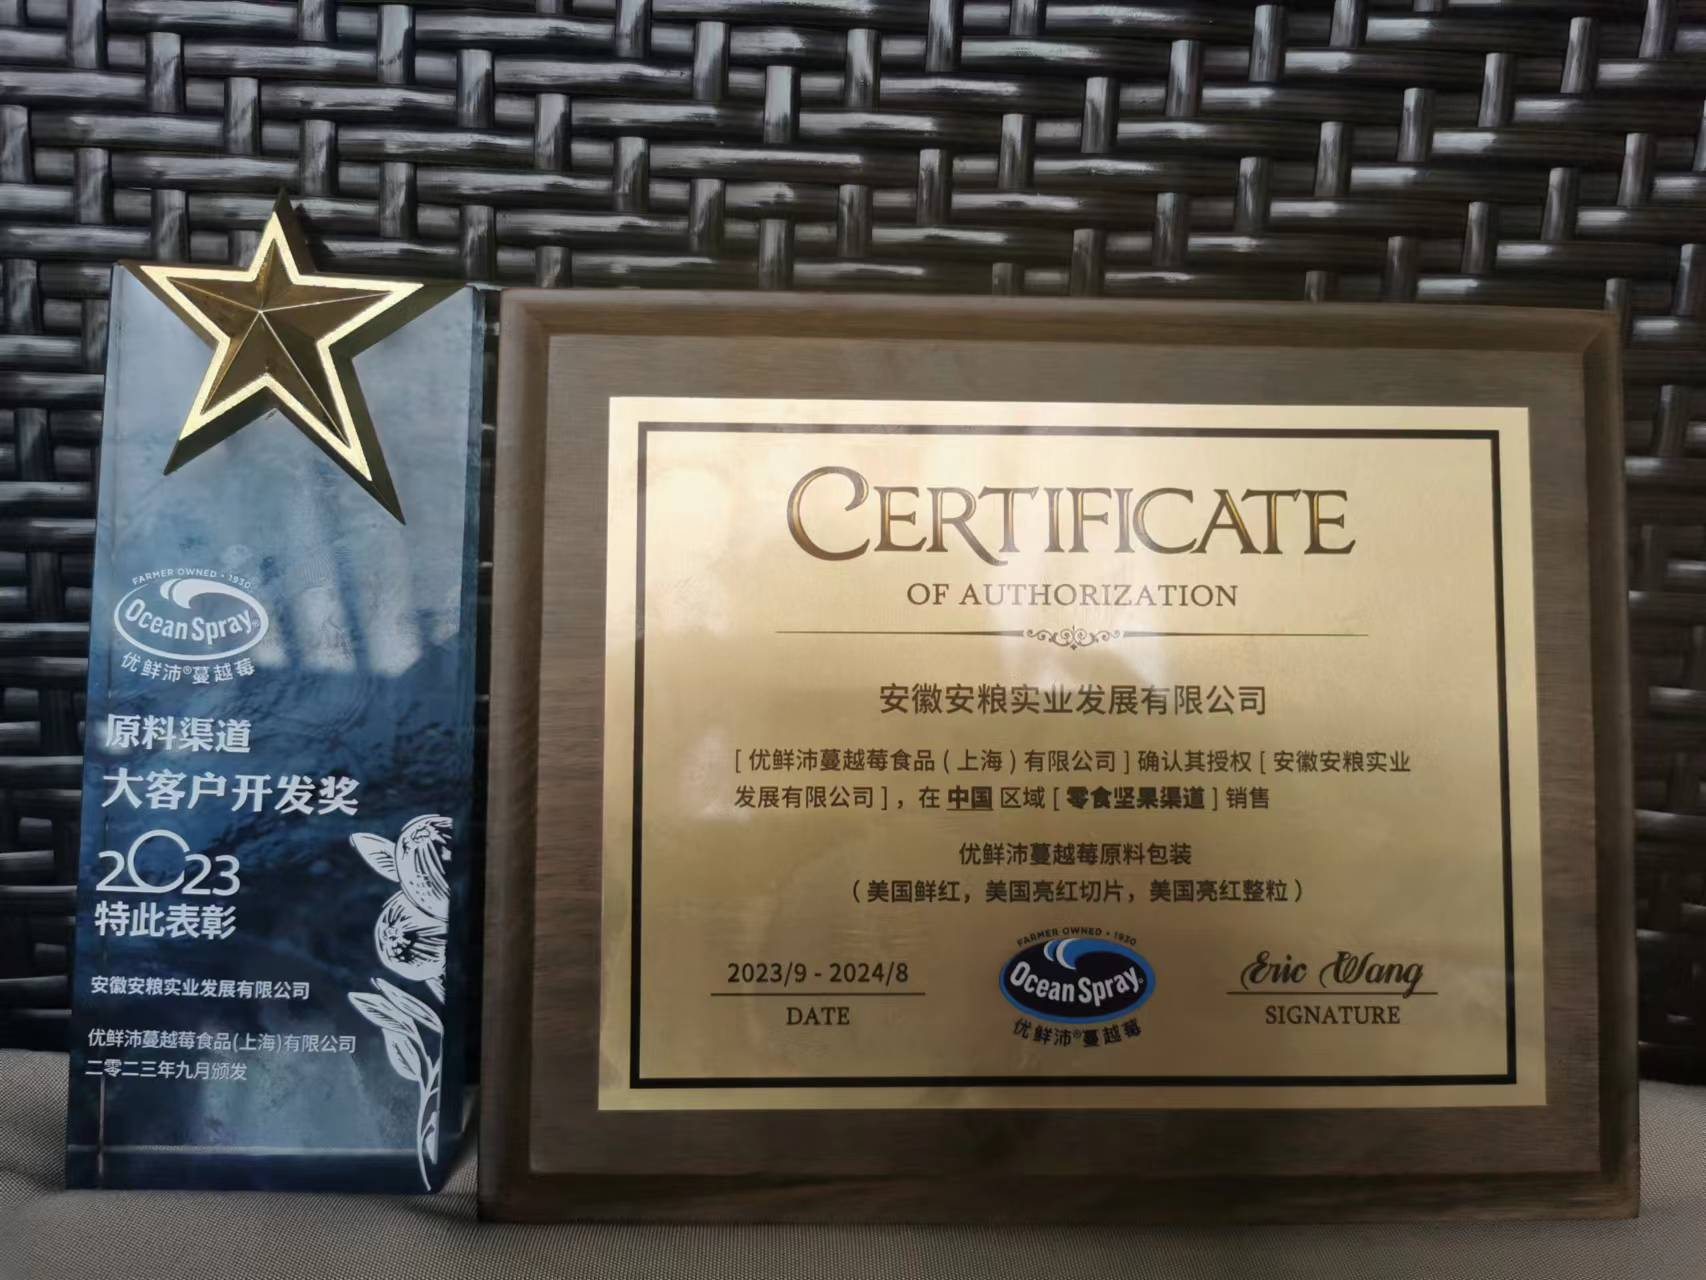 FARMER OWNED • 1930
Ocean Spray®
优鲜沛®蔓越莓
原料渠道
大客户开发奖
2023
特此表彰
安徽安粮实业发展有限公司
优鲜沛蔓越莓食品(上海)有限公司
二零二三年九月颁发
CERTIFICATE
OF AUTHORIZATION
安徽安粮实业发展有限公司
[ 优鲜沛蔓越莓食品 ( 上海 ) 有限公司 ] 确认其授权 [ 安徽安粮实业
发展有限公司 ] ，在 中国 区域 [ 零食坚果渠道 ] 销售
优鲜沛蔓越莓原料包装
（ 美国鲜红，美国亮红切片，美国亮红整粒 ）
2023/9 - 2024/8
DATE
FARMER OWNED • 1930
Ocean Spray®
优鲜沛®蔓越莓
Eric Wang
SIGNATURE